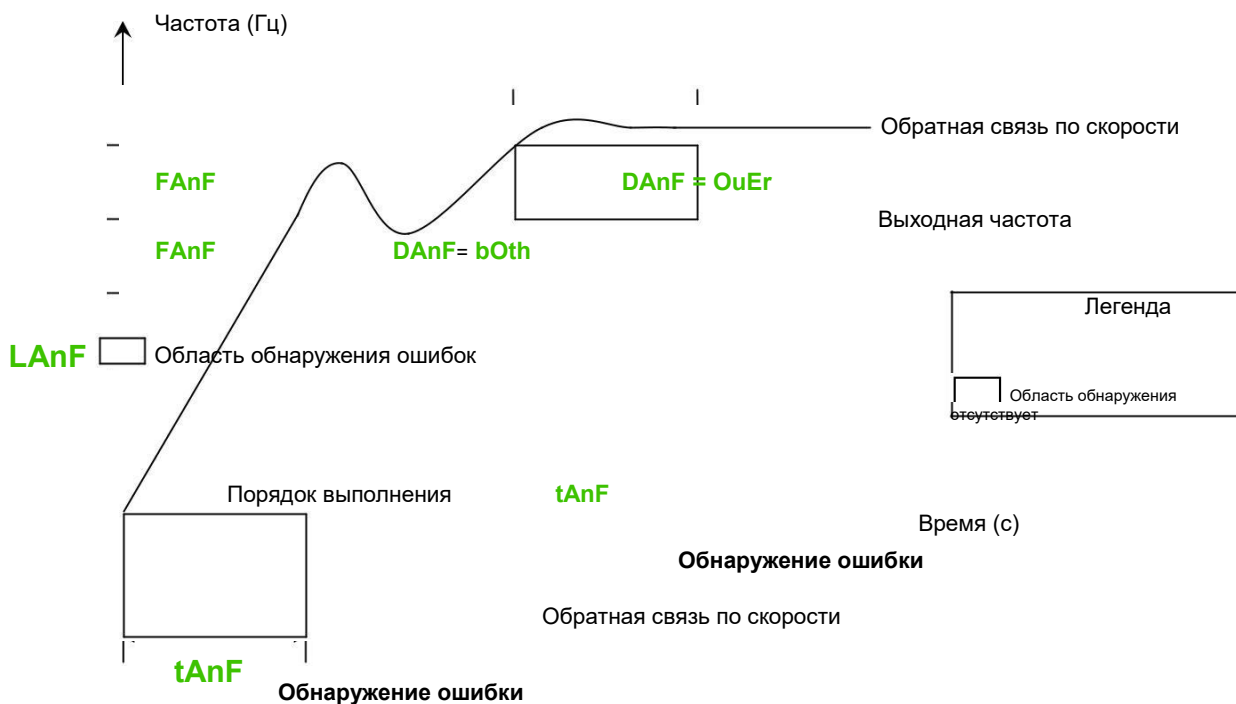 Частота (Гц)
Обратная связь по скорости
FAnF
DAnF = OuEr
Выходная частота
FAnF
DAnF= bOth
Легенда
LAnF
Область обнаружения ошибок
Область обнаружения
отсутствует
Порядок выполнения
tAnF
Время (с)
Обнаружение ошибки
Обратная связь по скорости
tAnF
Обнаружение ошибки